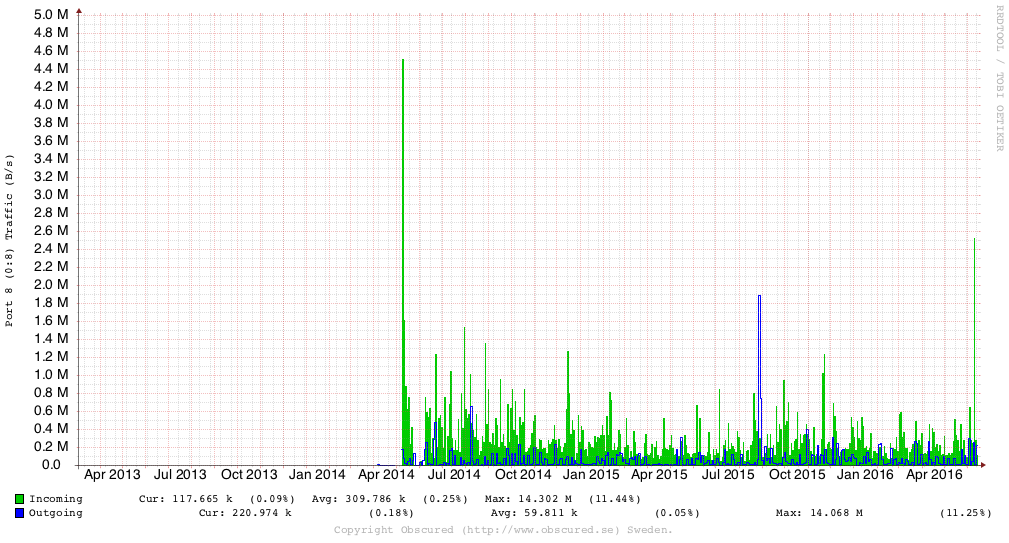 RRDTOOL / TOBI OETIKER
Port 8 (0:8) Traffic (B/s)
5.0 M
4.8 M
4.6 M
4.4 M
4.2 M
4.0 M
3.8 M
3.6 M
3.4 M
3.2 M
3.0 M
2.8 M
2.6 M
2.4 M
2.2 M
2.0 M
1.8 M
1.6 M
1.4 M
1.2 M
1.0 M
0.8 M
0.6 M
0.4 M
0.2 M
0.0
Apr 2013 Jul 2013 Oct 2013 Jan 2014 Apr 2014 Jul 2014 Oct 2014 Jan 2015 Apr 2015 Jul 2015 Oct 2015 Jan 2016 Apr 2016
Incoming Cur: 117.665 k (0.09%) Avg: 309.786 k (0.25%) Max: 14.302 M (11.44%)
Outgoing Cur: 220.974 k (0.18%) Avg: 59.811 k (0.05%) Max: 14.068 M (11.25%)
Copyright Obscured (http://www.obscured.se) Sweden.